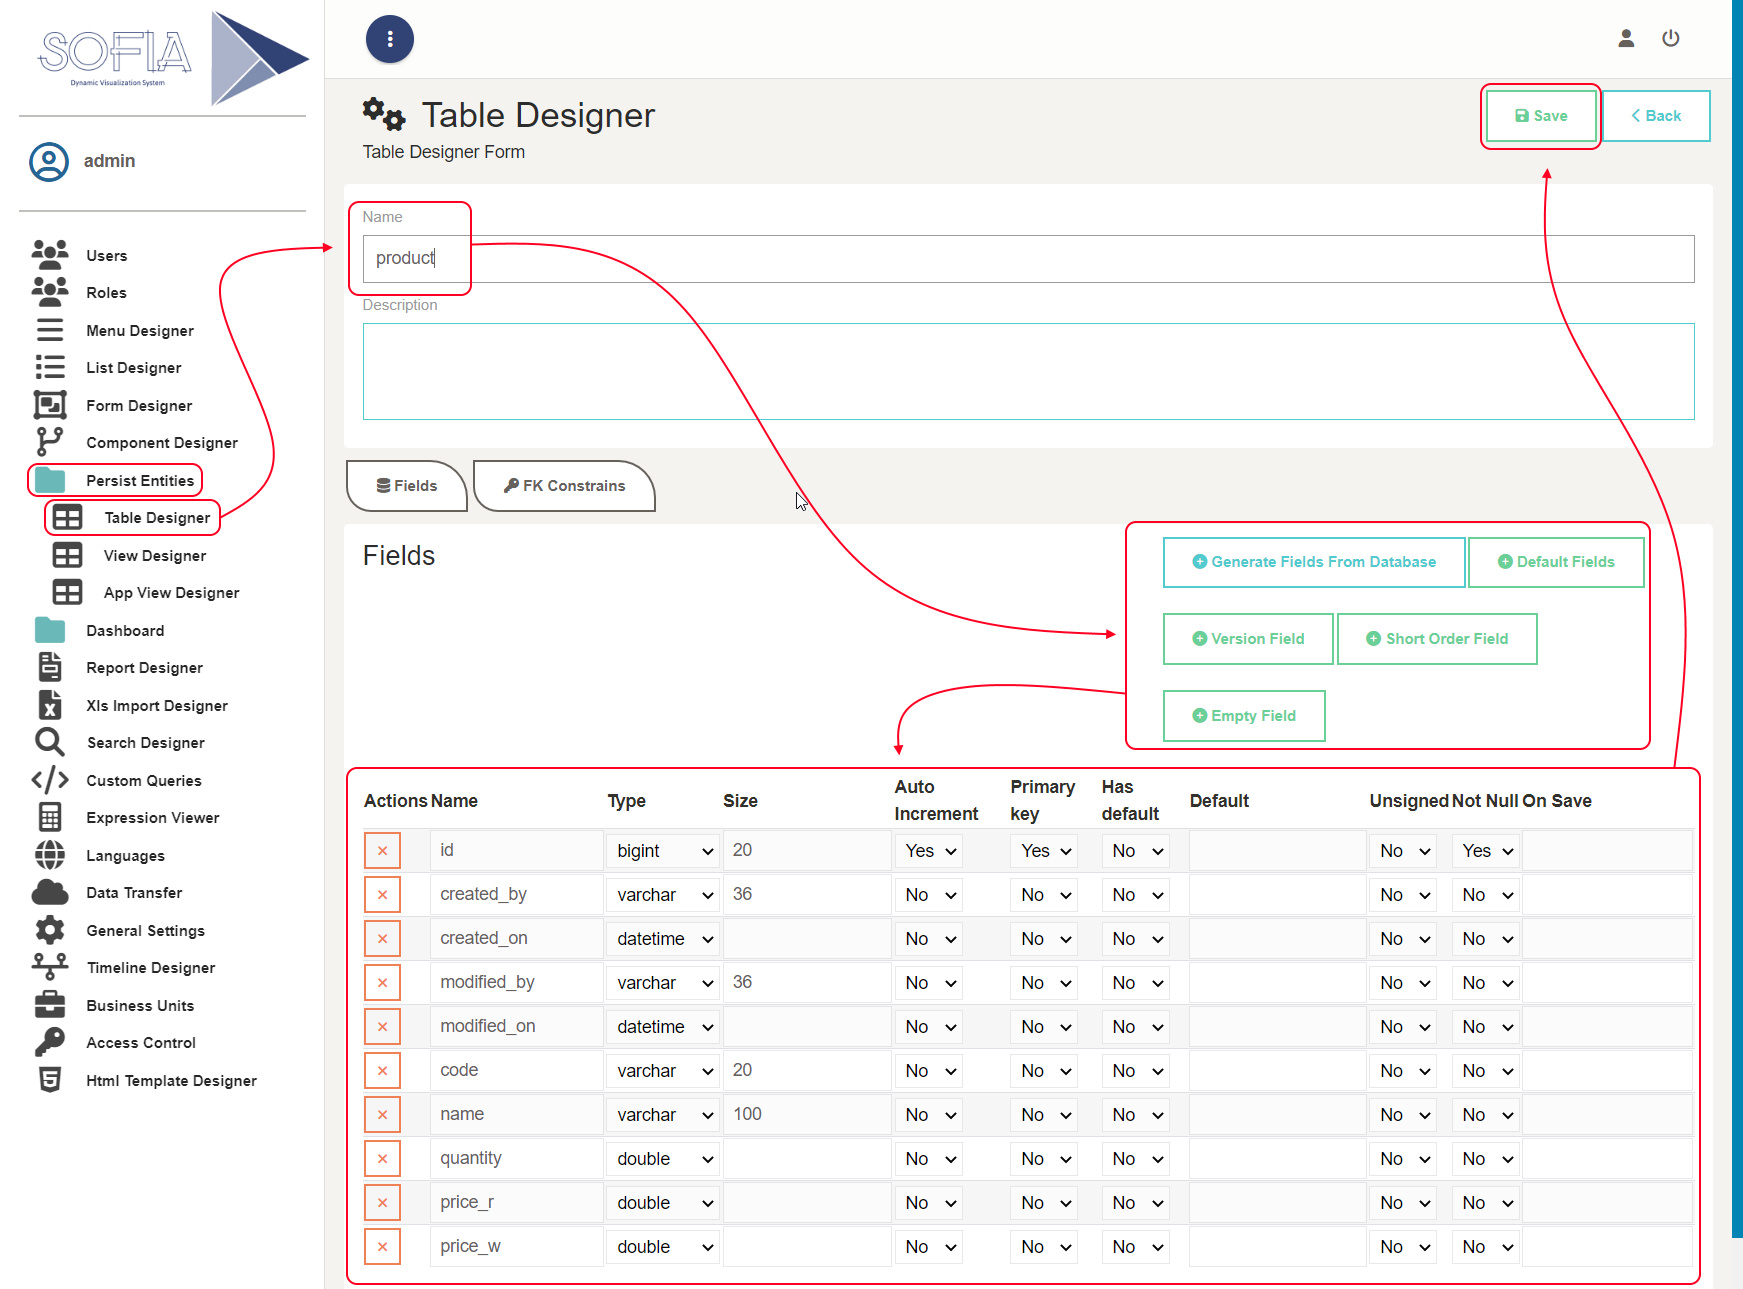 SOFIA
Dynamic Visualization System
admin
Users
Roles
Menu Designer
List Designer
Form Designer
Component Designer
Persist Entities
Table Designer
View Designer
App View Designer
Dashboard
Report Designer
Xls Import Designer
Search Designer
Custom Queries
Expression Viewer
Languages
Data Transfer
General Settings
Timeline Designer
Business Units
Access Control
Html Template Designer
Table Designer
Table Designer Form
Save
Back
Name
product
Description
Fields
FK Constrains
Fields
Generate Fields From Database
Default Fields
Version Field
Short Order Field
Empty Field
Actions Name Type Size Auto Increment Primary key Has default Default Unsigned Not Null On Save
id bigint 20 Yes Yes No No Yes
created_by varchar 36 No No No No No
created_on datetime No No No No No
modified_by varchar 36 No No No No No
modified_on datetime No No No No No
code varchar 20 No No No No No
name varchar 100 No No No No No
quantity double No No No No No
price_r double No No No No No
price_w double No No No No No